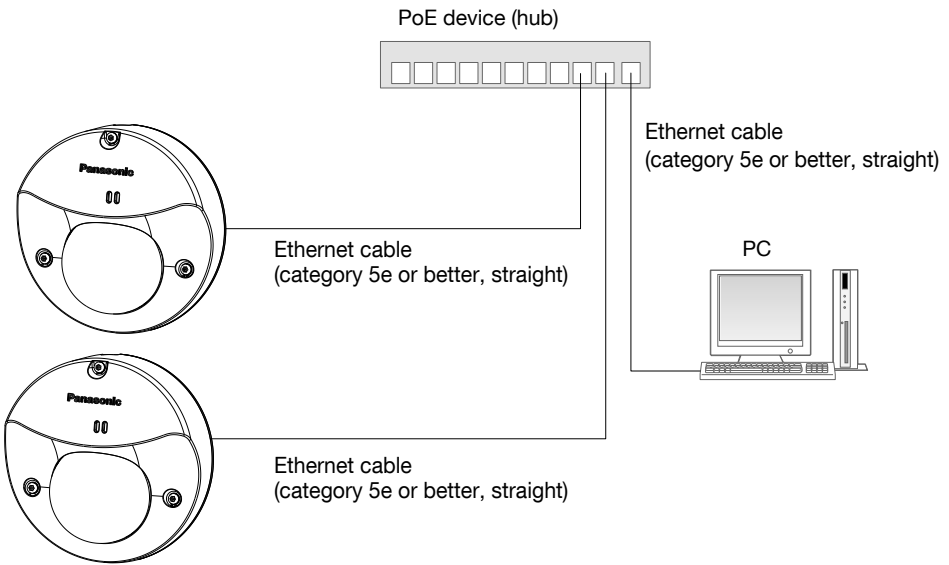 PoE device (hub)
Ethernet cable
(category 5e or better, straight)
Panasonic
Ethernet cable
(category 5e or better, straight)
PC
Panasonic
Ethernet cable
(category 5e or better, straight)